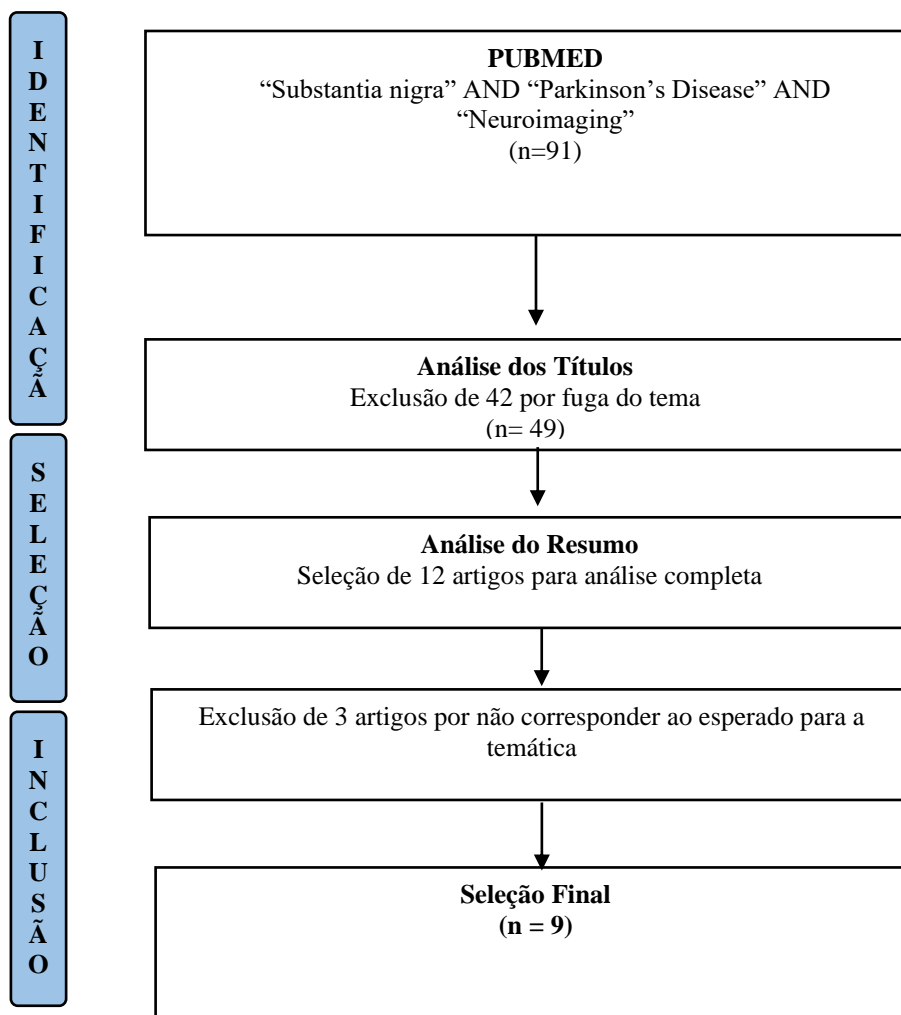 IDENTIFICAÇÃ
PUBMED
“Substantia nigra” AND “Parkinson’s Disease” AND
“Neuroimaging”
(n=91)
Análise dos Títulos
Exclusão de 42 por fuga do tema
(n= 49)
SELEÇÃO
Análise do Resumo
Seleção de 12 artigos para análise completa
INCLUSÃO
Exclusão de 3 artigos por não corresponder ao esperado para a
temática
Seleção Final
(n = 9)